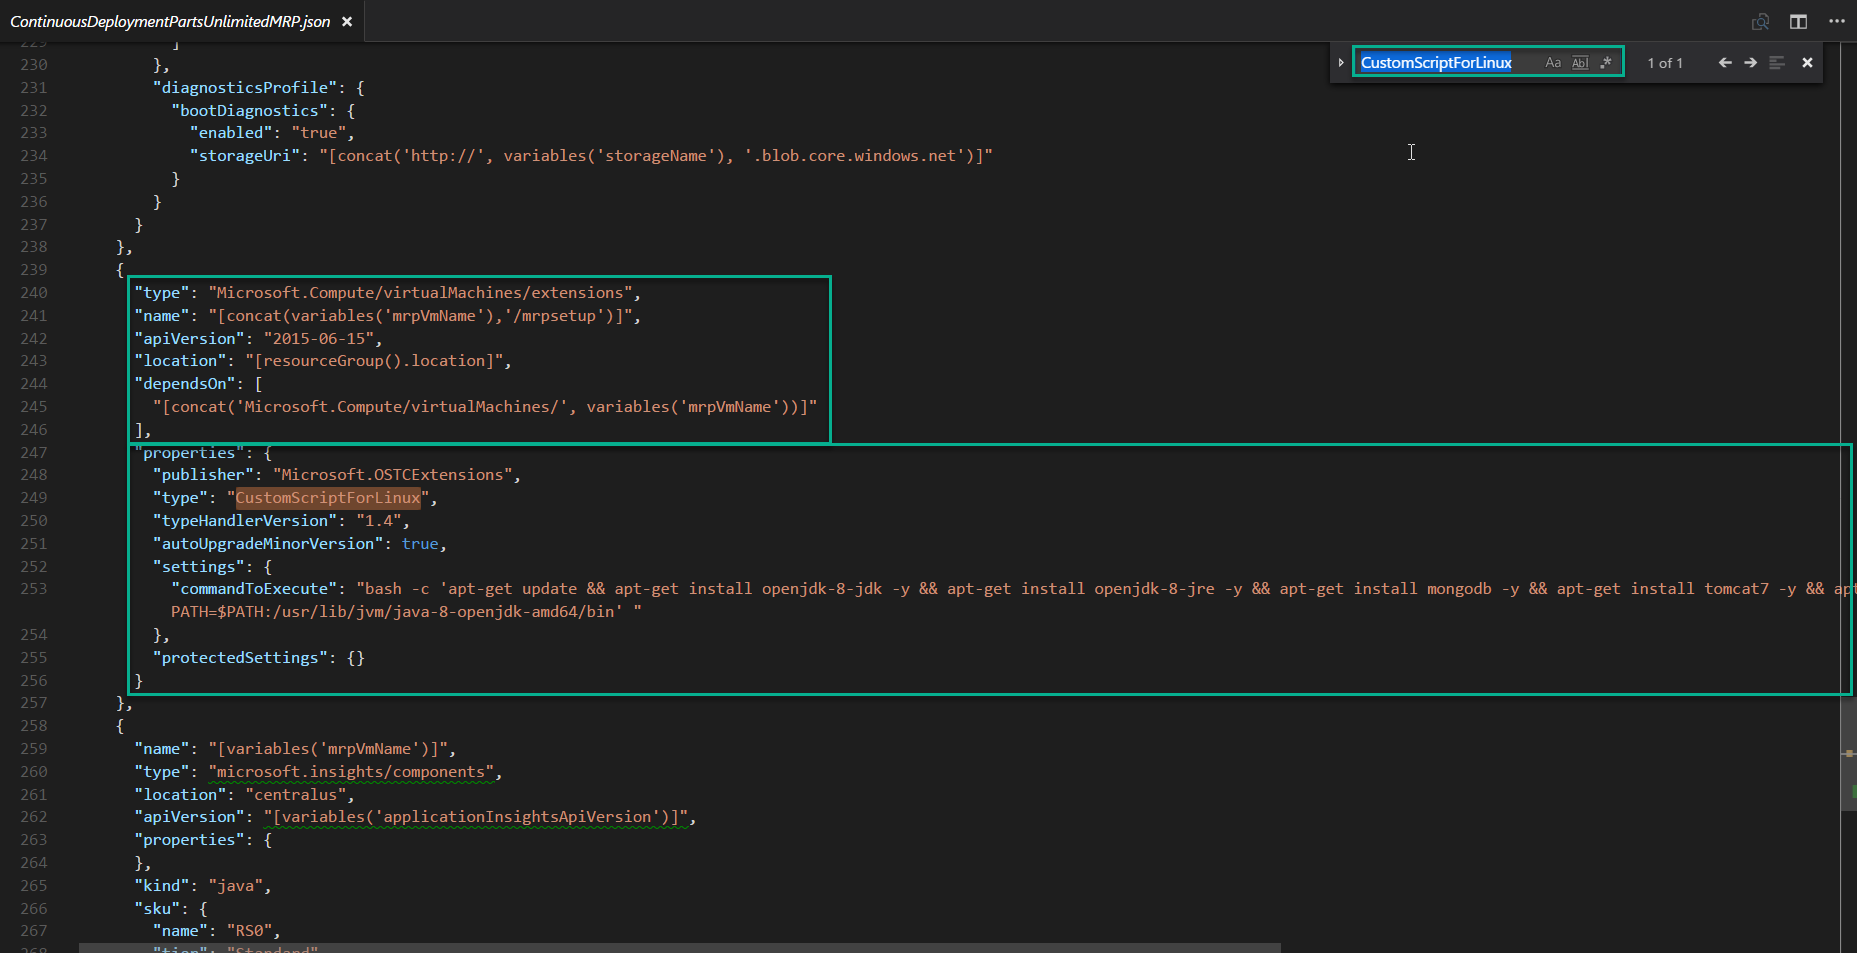 ContinuousDeploymentPartsUnlimitedMRP.json
CustomScriptForLinux Aa Abl .* 1 of 1
229 ]
230 },
231 "diagnosticsProfile": {
232 "bootDiagnostics": {
233 "enabled": "true",
234 "storageUri": "[concat('http://', variables('storageName'), '.blob.core.windows.net')]"
235 }
236 }
237 }
238 },
239 {
240 "type": "Microsoft.Compute/virtualMachines/extensions",
241 "name": "[concat(variables('mrpVmName'),'/mrpsetup')]",
242 "apiVersion": "2015-06-15",
243 "location": "[resourceGroup().location]",
244 "dependsOn": [
245 "[concat('Microsoft.Compute/virtualMachines/', variables('mrpVmName'))]"
246 ],
247 "properties": {
248 "publisher": "Microsoft.OSTCExtensions",
249 "type": "CustomScriptForLinux",
250 "typeHandlerVersion": "1.4",
251 "autoUpgradeMinorVersion": true,
252 "settings": {
253 "commandToExecute": "bash -c 'apt-get update && apt-get install openjdk-8-jdk -y && apt-get install openjdk-8-jre -y && apt-get install mongodb -y && apt-get install tomcat7 -y &&
PATH=$PATH:/usr/lib/jvm/java-8-openjdk-amd64/bin' "
254 },
255 "protectedSettings": {}
256 }
257 },
258 {
259 "name": "[variables('mrpVmName')]",
260 "type": "microsoft.insights/components",
261 "location": "centralus",
262 "apiVersion": "[variables('applicationInsightsApiVersion')]",
263 "properties": {
264 },
265 "kind": "java",
266 "sku": {
267 "name": "RS0",
268 "tier": "Standard"